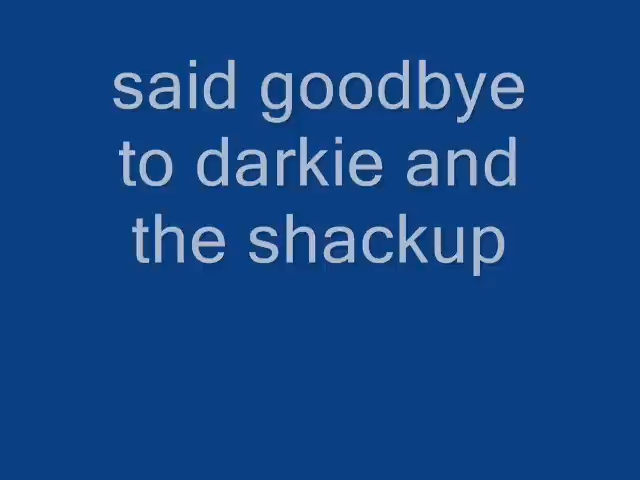 said goodbye
to darkie and
the shackup